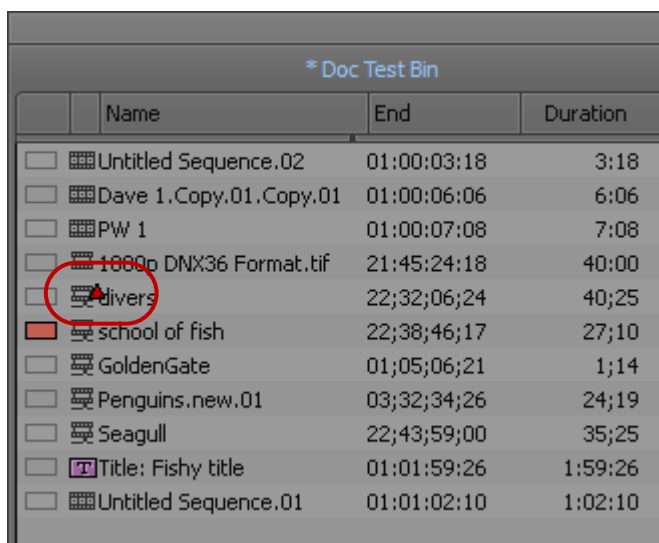 * Doc Test Bin
Name End Duration
Untitled Sequence.02 01:00:03:18 3:18
Dave 1.Copy.01.Copy.01 01:00:06:06 6:06
PW 1 01:00:07:08 7:08
1080p DNX36 Format.tif 21:45:24:18 40:00
divers 22;32;06;24 40;25
school of fish 22;38;46;17 27;10
GoldenGate 01;05;06;21 1;14
Penguins.new.01 03;32;34;26 24;19
Seagull 22;43;59;00 35;25
T Title: Fishy title 01:01:59:26 1:59:26
Untitled Sequence.01 01:01:02:10 1:02:10